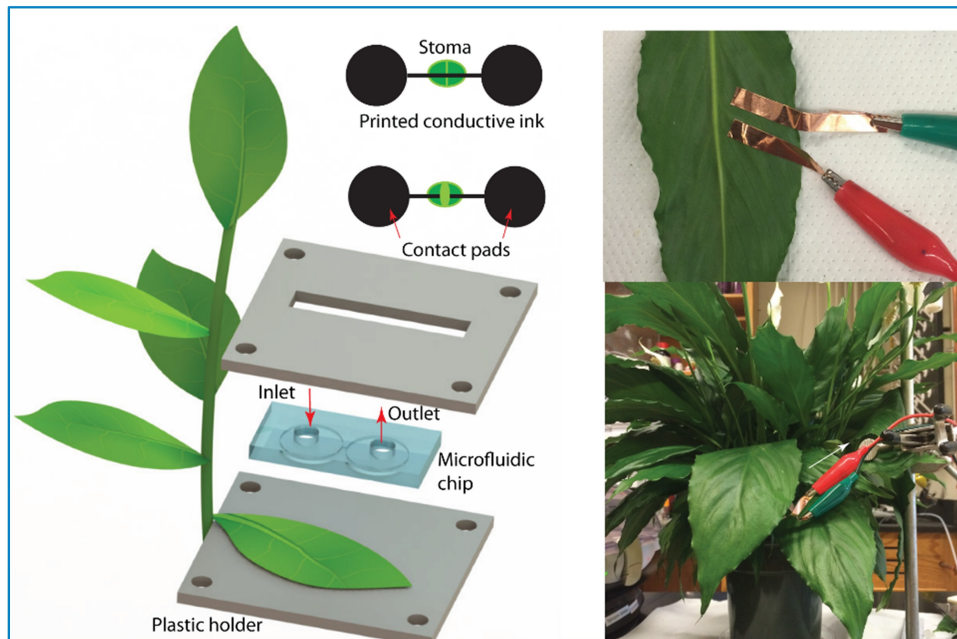 Stoma
Printed conductive ink
Contact pads
Inlet
Outlet
Microfluidic
chip
Plastic holder